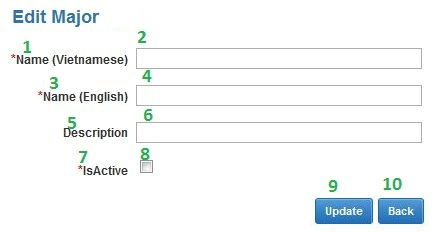 Edit Major
1 2
*Name (Vietnamese)
3 4
*Name (English)
5 6
Description
7 8
*IsActive
9 10
Update Back